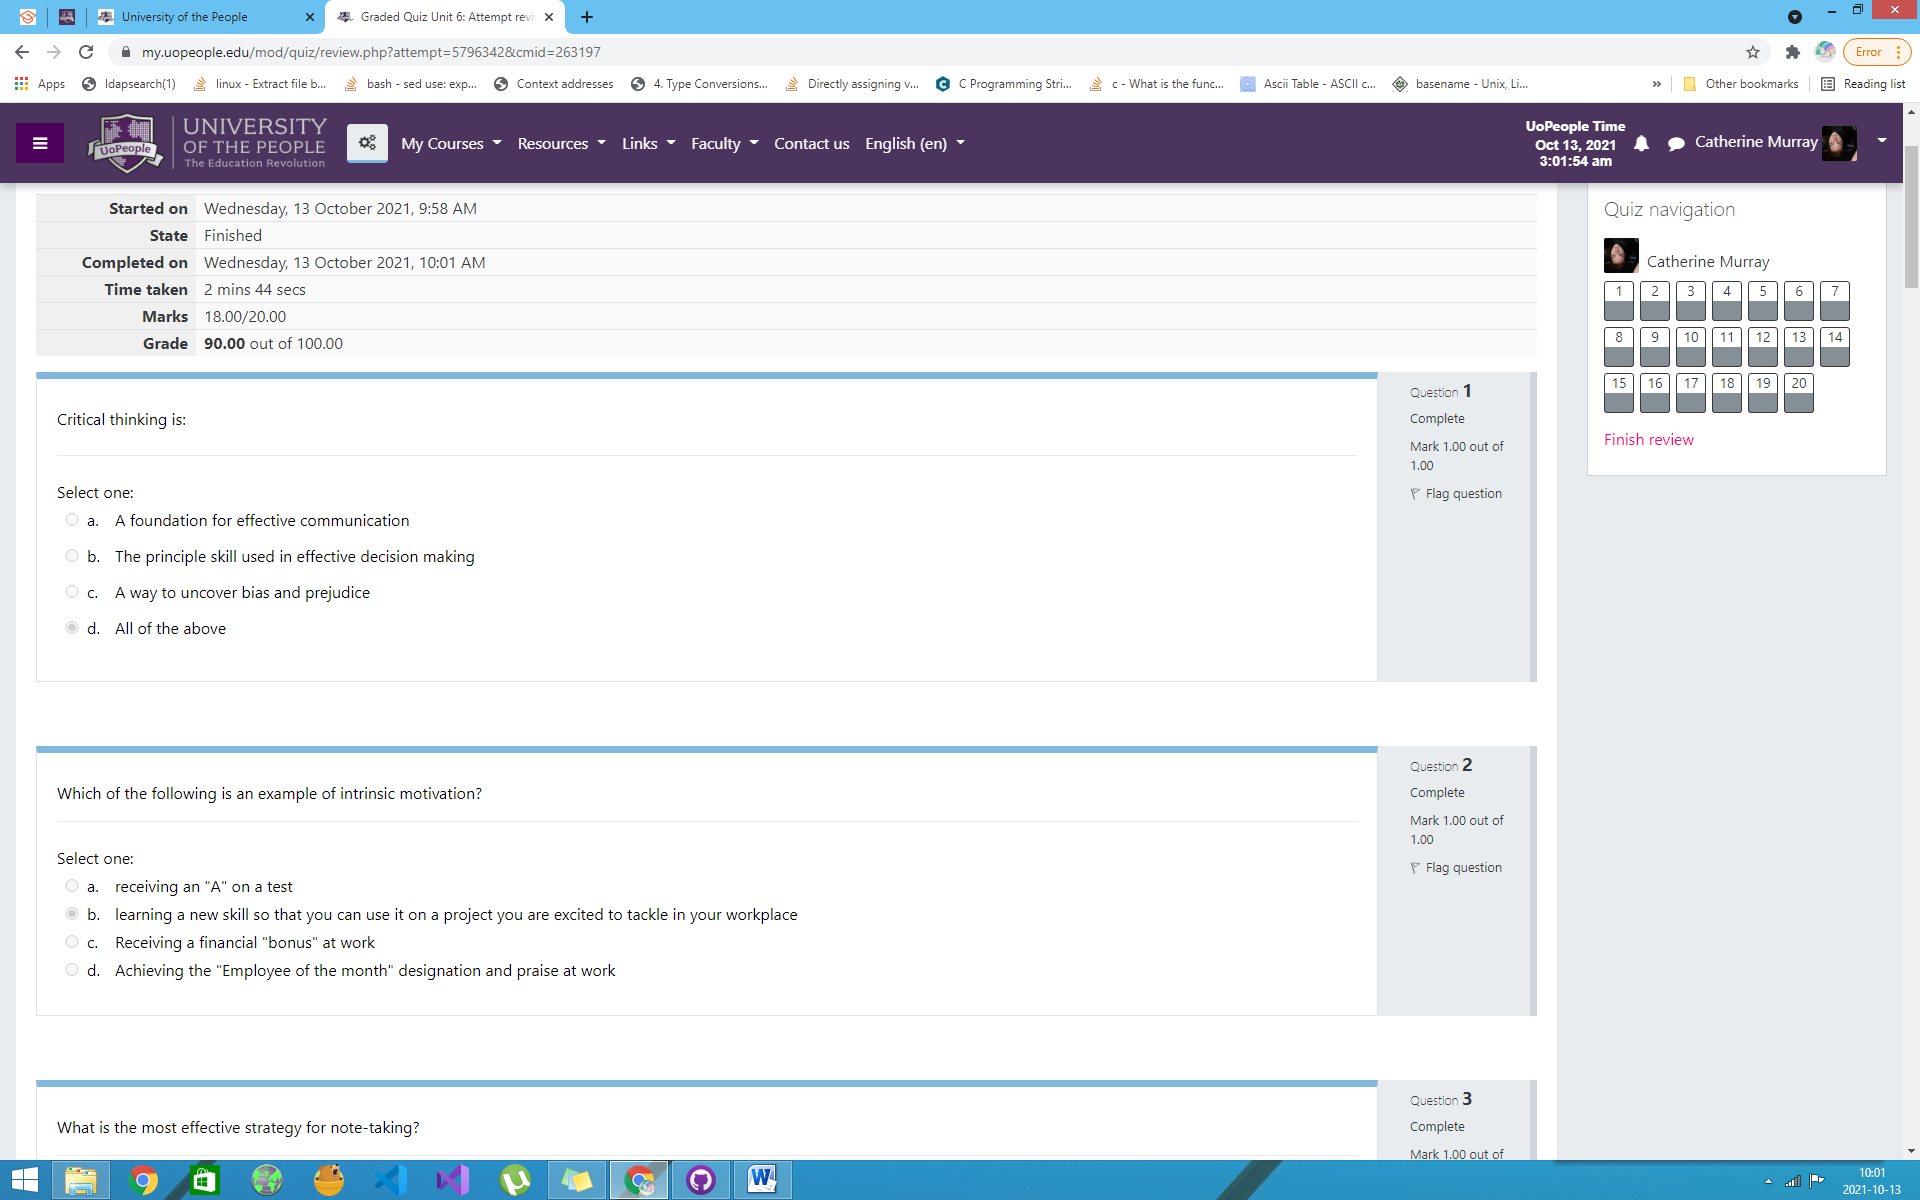 University of the People
Graded Quiz Unit 6: Attempt revi
my.uopeople.edu/mod/quiz/review.php?attempt=5796342&cmid=263197
Error
Apps
ldapsearch(1)
linux - Extract file b...
bash - sed use: exp...
Context addresses
4. Type Conversions...
Directly assigning v...
C Programming Stri...
c - What is the func...
Ascii Table - ASCII c...
basename - Unix, Li...
»
Other bookmarks
Reading list
UoPeople
UNIVERSITY
OF THE PEOPLE
The Education Revolution
My Courses
Resources
Links
Faculty
Contact us
English (en)
UoPeople Time
Oct 13, 2021
3:01:54 am
Catherine Murray
Started on Wednesday, 13 October 2021, 9:58 AM
State Finished
Completed on Wednesday, 13 October 2021, 10:01 AM
Time taken 2 mins 44 secs
Marks 18.00/20.00
Grade 90.00 out of 100.00
Quiz navigation
Catherine Murray
1 2 3 4 5 6 7
8 9 10 11 12 13 14
15 16 17 18 19 20
Finish review
Critical thinking is:
Select one:
a. A foundation for effective communication
b. The principle skill used in effective decision making
c. A way to uncover bias and prejudice
d. All of the above
Question 1
Complete
Mark 1.00 out of
1.00
Flag question
Which of the following is an example of intrinsic motivation?
Select one:
a. receiving an "A" on a test
b. learning a new skill so that you can use it on a project you are excited to tackle in your workplace
c. Receiving a financial "bonus" at work
d. Achieving the "Employee of the month" designation and praise at work
Question 2
Complete
Mark 1.00 out of
1.00
Flag question
What is the most effective strategy for note-taking?
Question 3
Complete
Mark 1.00 out of
10:01
2021-10-13